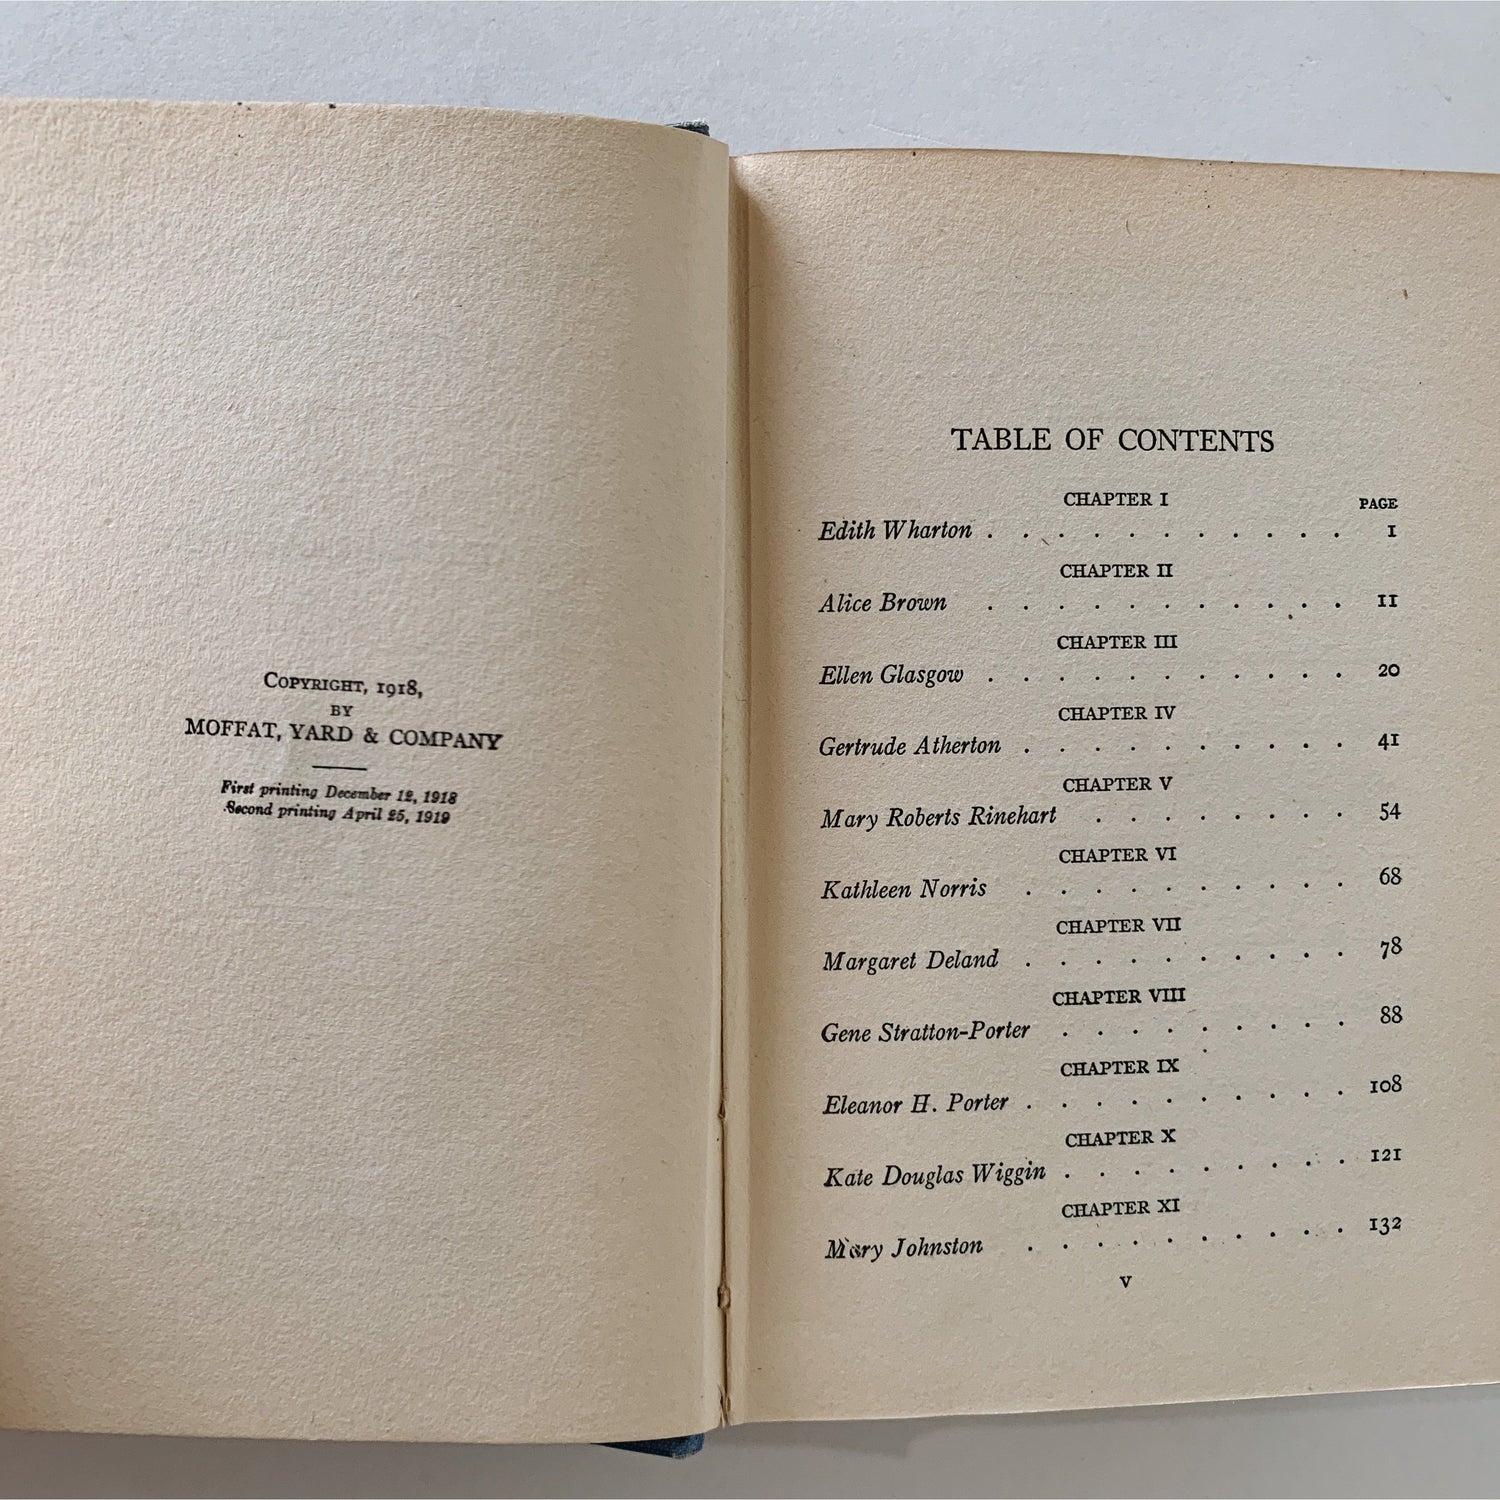 COPYRIGHT, 1918,
BY
MOFFAT, YARD & COMPANY
First printing December 12, 1918
Second printing April 25, 1919
TABLE OF CONTENTS
CHAPTER I PAGE
Edith Wharton . . . . . . . . . . . 1
CHAPTER II
Alice Brown . . . . . . . . . . . 11
CHAPTER III
Ellen Glasgow . . . . . . . . . . . 20
CHAPTER IV
Gertrude Atherton . . . . . . . . . . 41
CHAPTER V
Mary Roberts Rinehart . . . . . . . . 54
CHAPTER VI
Kathleen Norris . . . . . . . . . . 68
CHAPTER VII
Margaret Deland . . . . . . . . . . 78
CHAPTER VIII
Gene Stratton-Porter . . . . . . . . . 88
CHAPTER IX
Eleanor H. Porter . . . . . . . . . . 108
CHAPTER X
Kate Douglas Wiggin . . . . . . . . . 121
CHAPTER XI
Mary Johnston . . . . . . . . . . 132
V